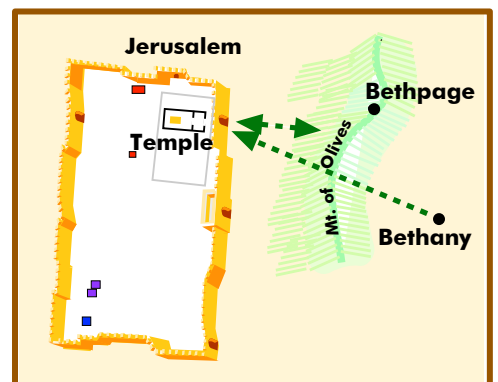 Jerusalem
Bethpage
Temple
Mt. of Olives
Bethany